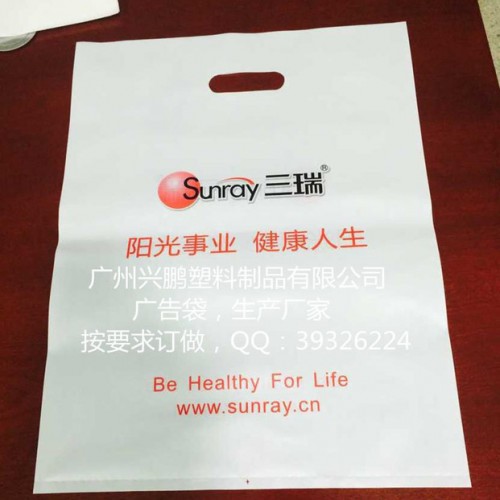 Sunray 三瑞®
阳光事业 健康人生
广州兴鹏塑料制品有限公司
广告袋，生产厂家
按要求订做，QQ：39326224
Be Healthy For Life
www.sunray.cn